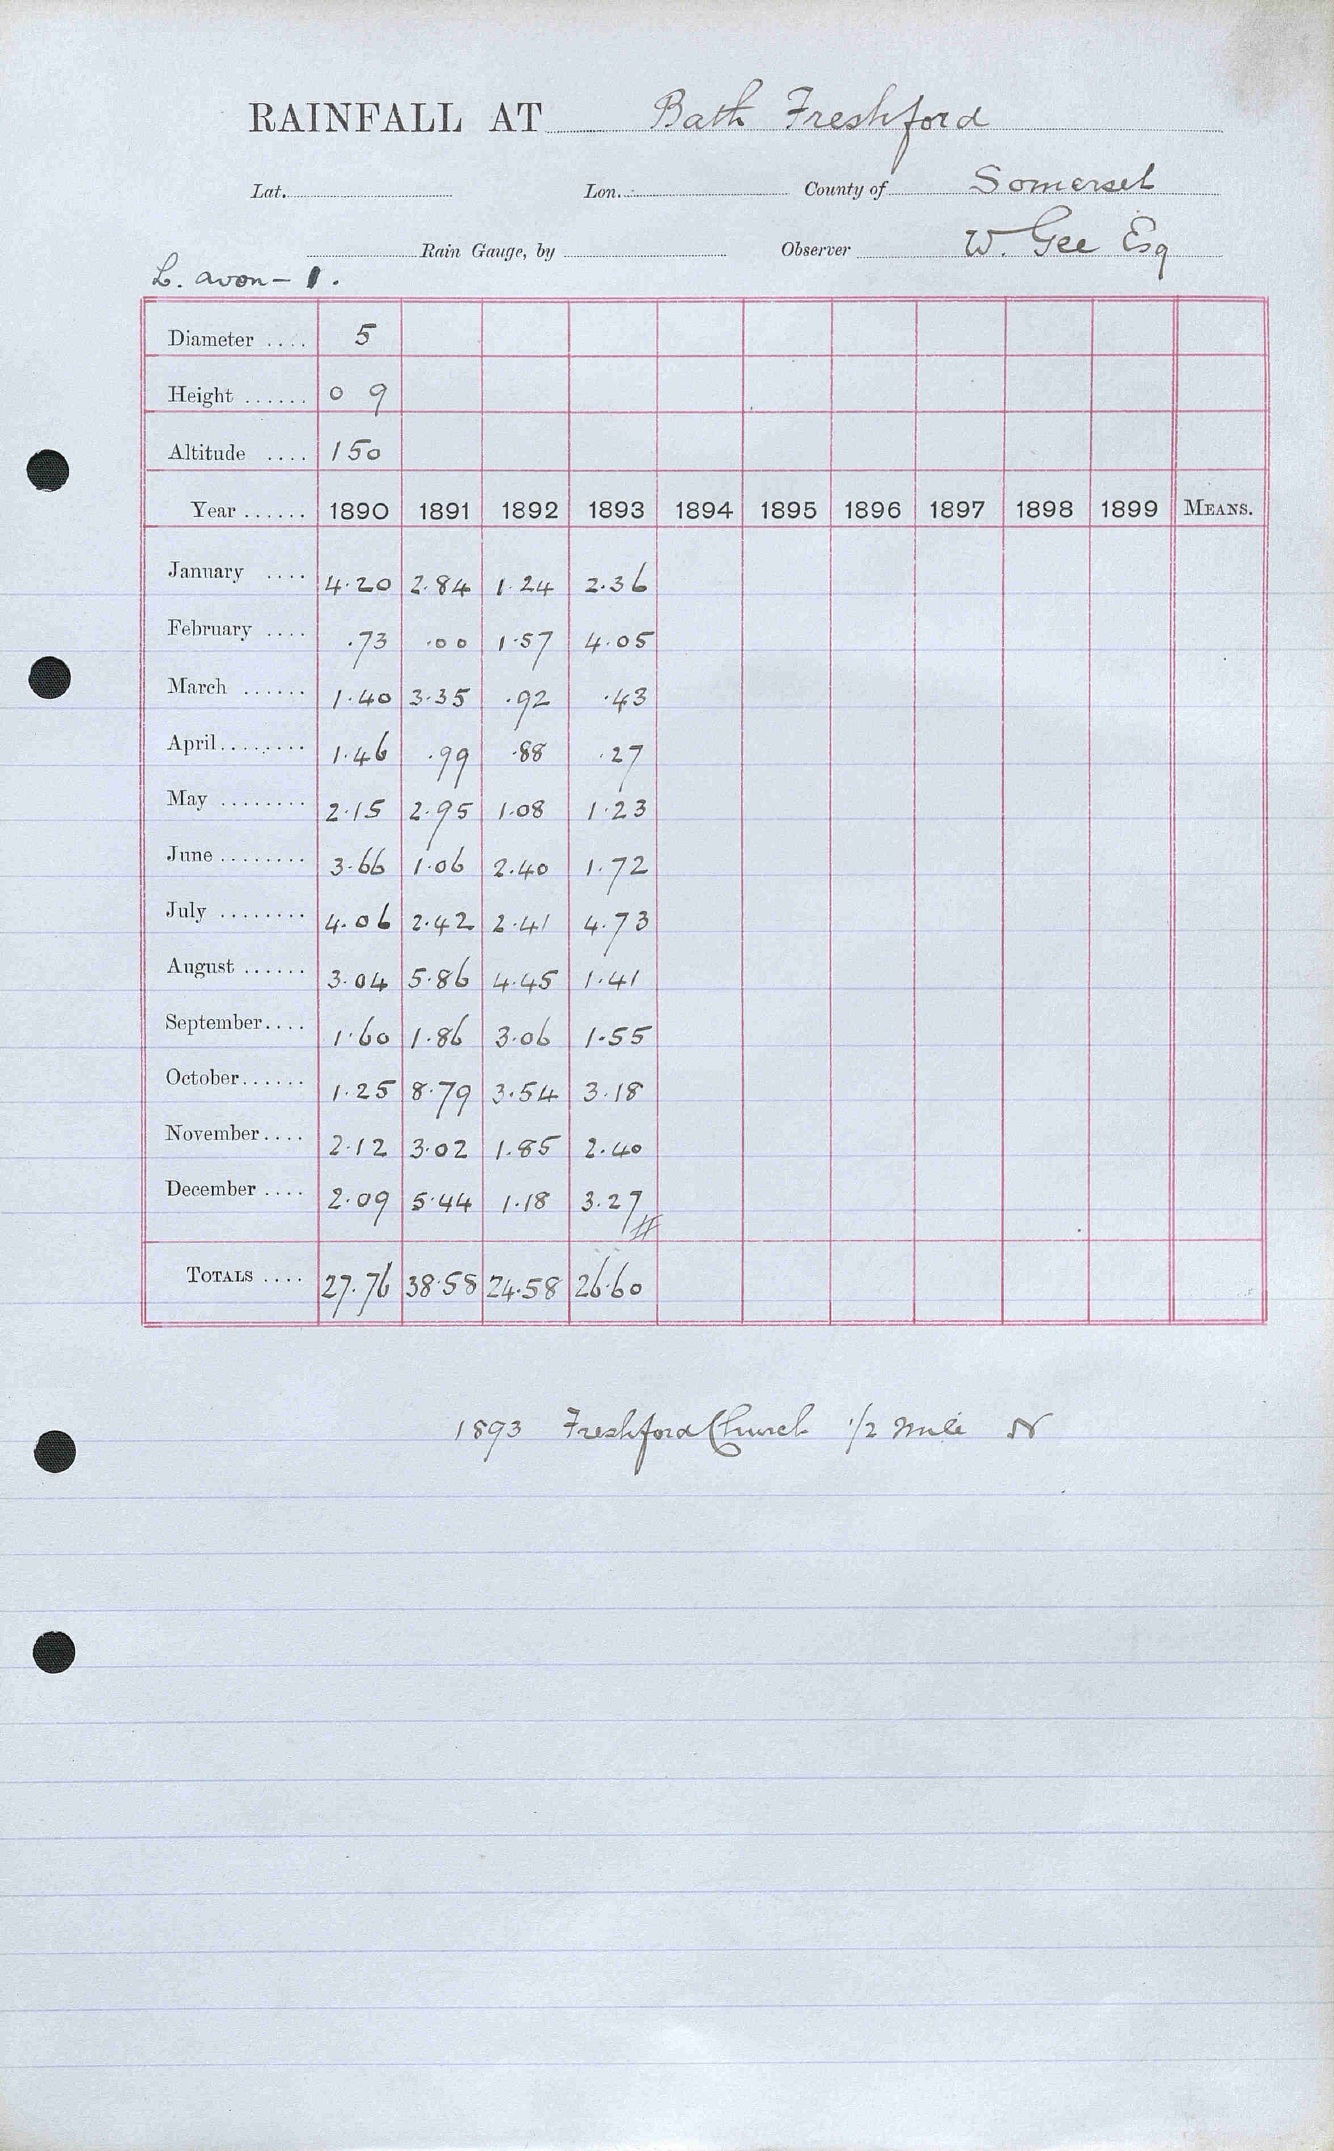 RAINFALL AT Bath Freshford
Lat. Lon. County of Somerset
Rain Gauge, by Observer W. Gee Esq
L. Avon - 1.
Diameter .... 5
Height ...... 0 9
Altitude .... 150
Year ...... 1890 1891 1892 1893 1894 1895 1896 1897 1898 1899 MEANS.
January .... 4.20 2.84 1.24 2.36
February .... .73 .00 1.57 4.05
March ...... 1.40 3.35 .92 .43
April........ 1.46 .99 .88 .27
May ........ 2.15 2.95 1.08 1.23
June ........ 3.66 1.06 2.40 1.72
July ........ 4.06 2.42 2.41 4.73
August ...... 3.04 5.86 4.45 1.41
September.... 1.60 1.86 3.06 1.55
October...... 1.25 8.79 3.54 3.18
November.... 2.12 3.02 1.85 2.40
December .... 2.09 5.44 1.18 3.27
TOTALS .... 27.76 38.58 24.58 26.60
1893 Freshford Church 1/2 mile N